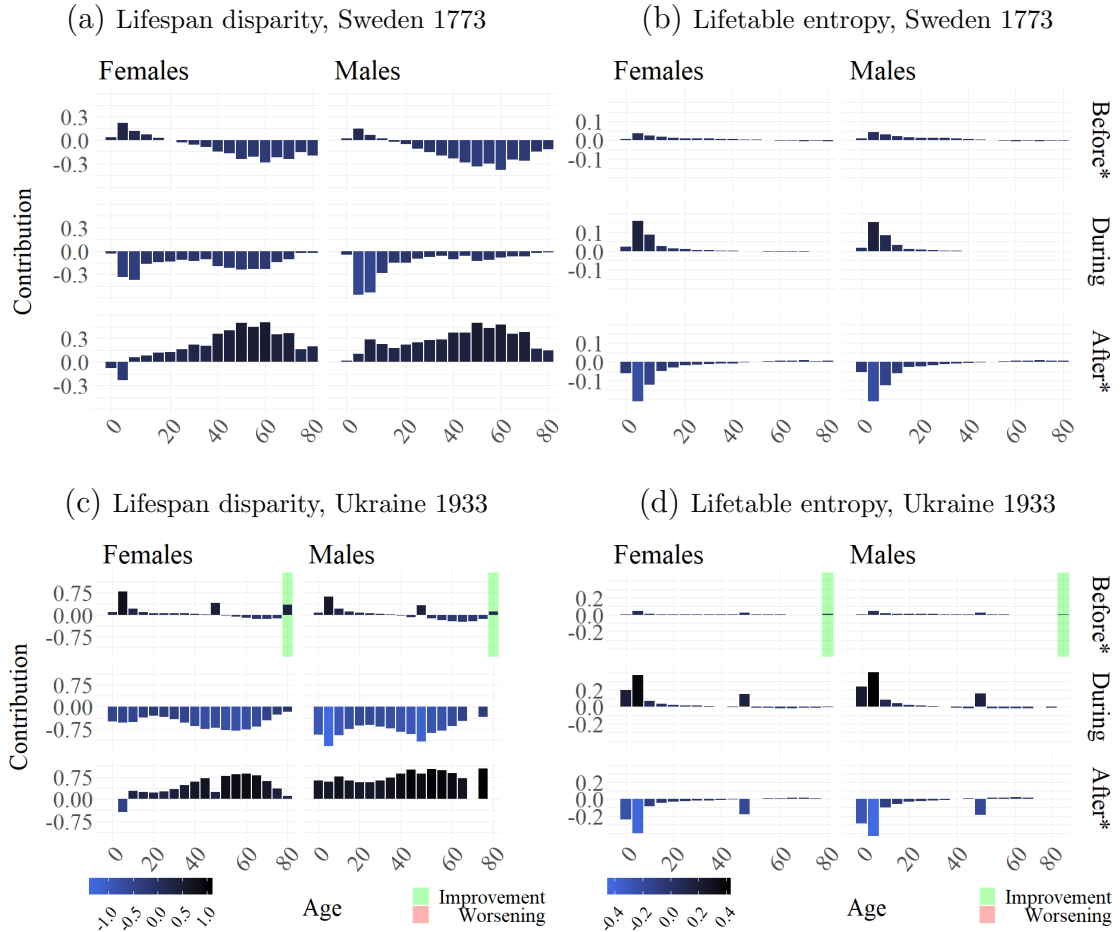 (a) Lifespan disparity, Sweden 1773
(b) Lifetable entropy, Sweden 1773
Females Males
Females Males
0.3
0.0
-0.3
0.1
0.0
-0.1
Before*
0.3
0.0
-0.3
0.1
0.0
-0.1
During
0.3
0.0
-0.3
0.1
0.0
-0.1
After*
Contribution
0 20 40 60 80 0 20 40 60 80
0 20 40 60 80 0 20 40 60 80
(c) Lifespan disparity, Ukraine 1933
(d) Lifetable entropy, Ukraine 1933
Females Males
Females Males
0.75
0.00
-0.75
0.2
0.0
-0.2
Before*
0.75
0.00
-0.75
0.2
0.0
-0.2
During
0.75
0.00
-0.75
0.2
0.0
-0.2
After*
Contribution
0 20 40 60 80 0 20 40 60 80
0 20 40 60 80 0 20 40 60 80
-1.0 -0.5 0.0 0.5 1.0
Age
Improvement
Worsening
-0.4 -0.2 0.0 0.2 0.4
Age
Improvement
Worsening